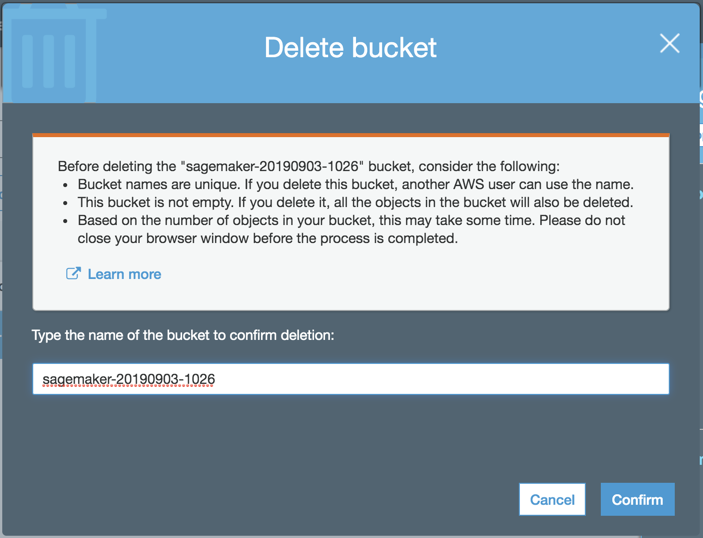 Delete bucket
Before deleting the "sagemaker-20190903-1026" bucket, consider the following:
• Bucket names are unique. If you delete this bucket, another AWS user can use the name.
• This bucket is not empty. If you delete it, all the objects in the bucket will also be deleted.
• Based on the number of objects in your bucket, this may take some time. Please do not
close your browser window before the process is completed.
Learn more
Type the name of the bucket to confirm deletion:
sagemaker-20190903-1026
Cancel Confirm